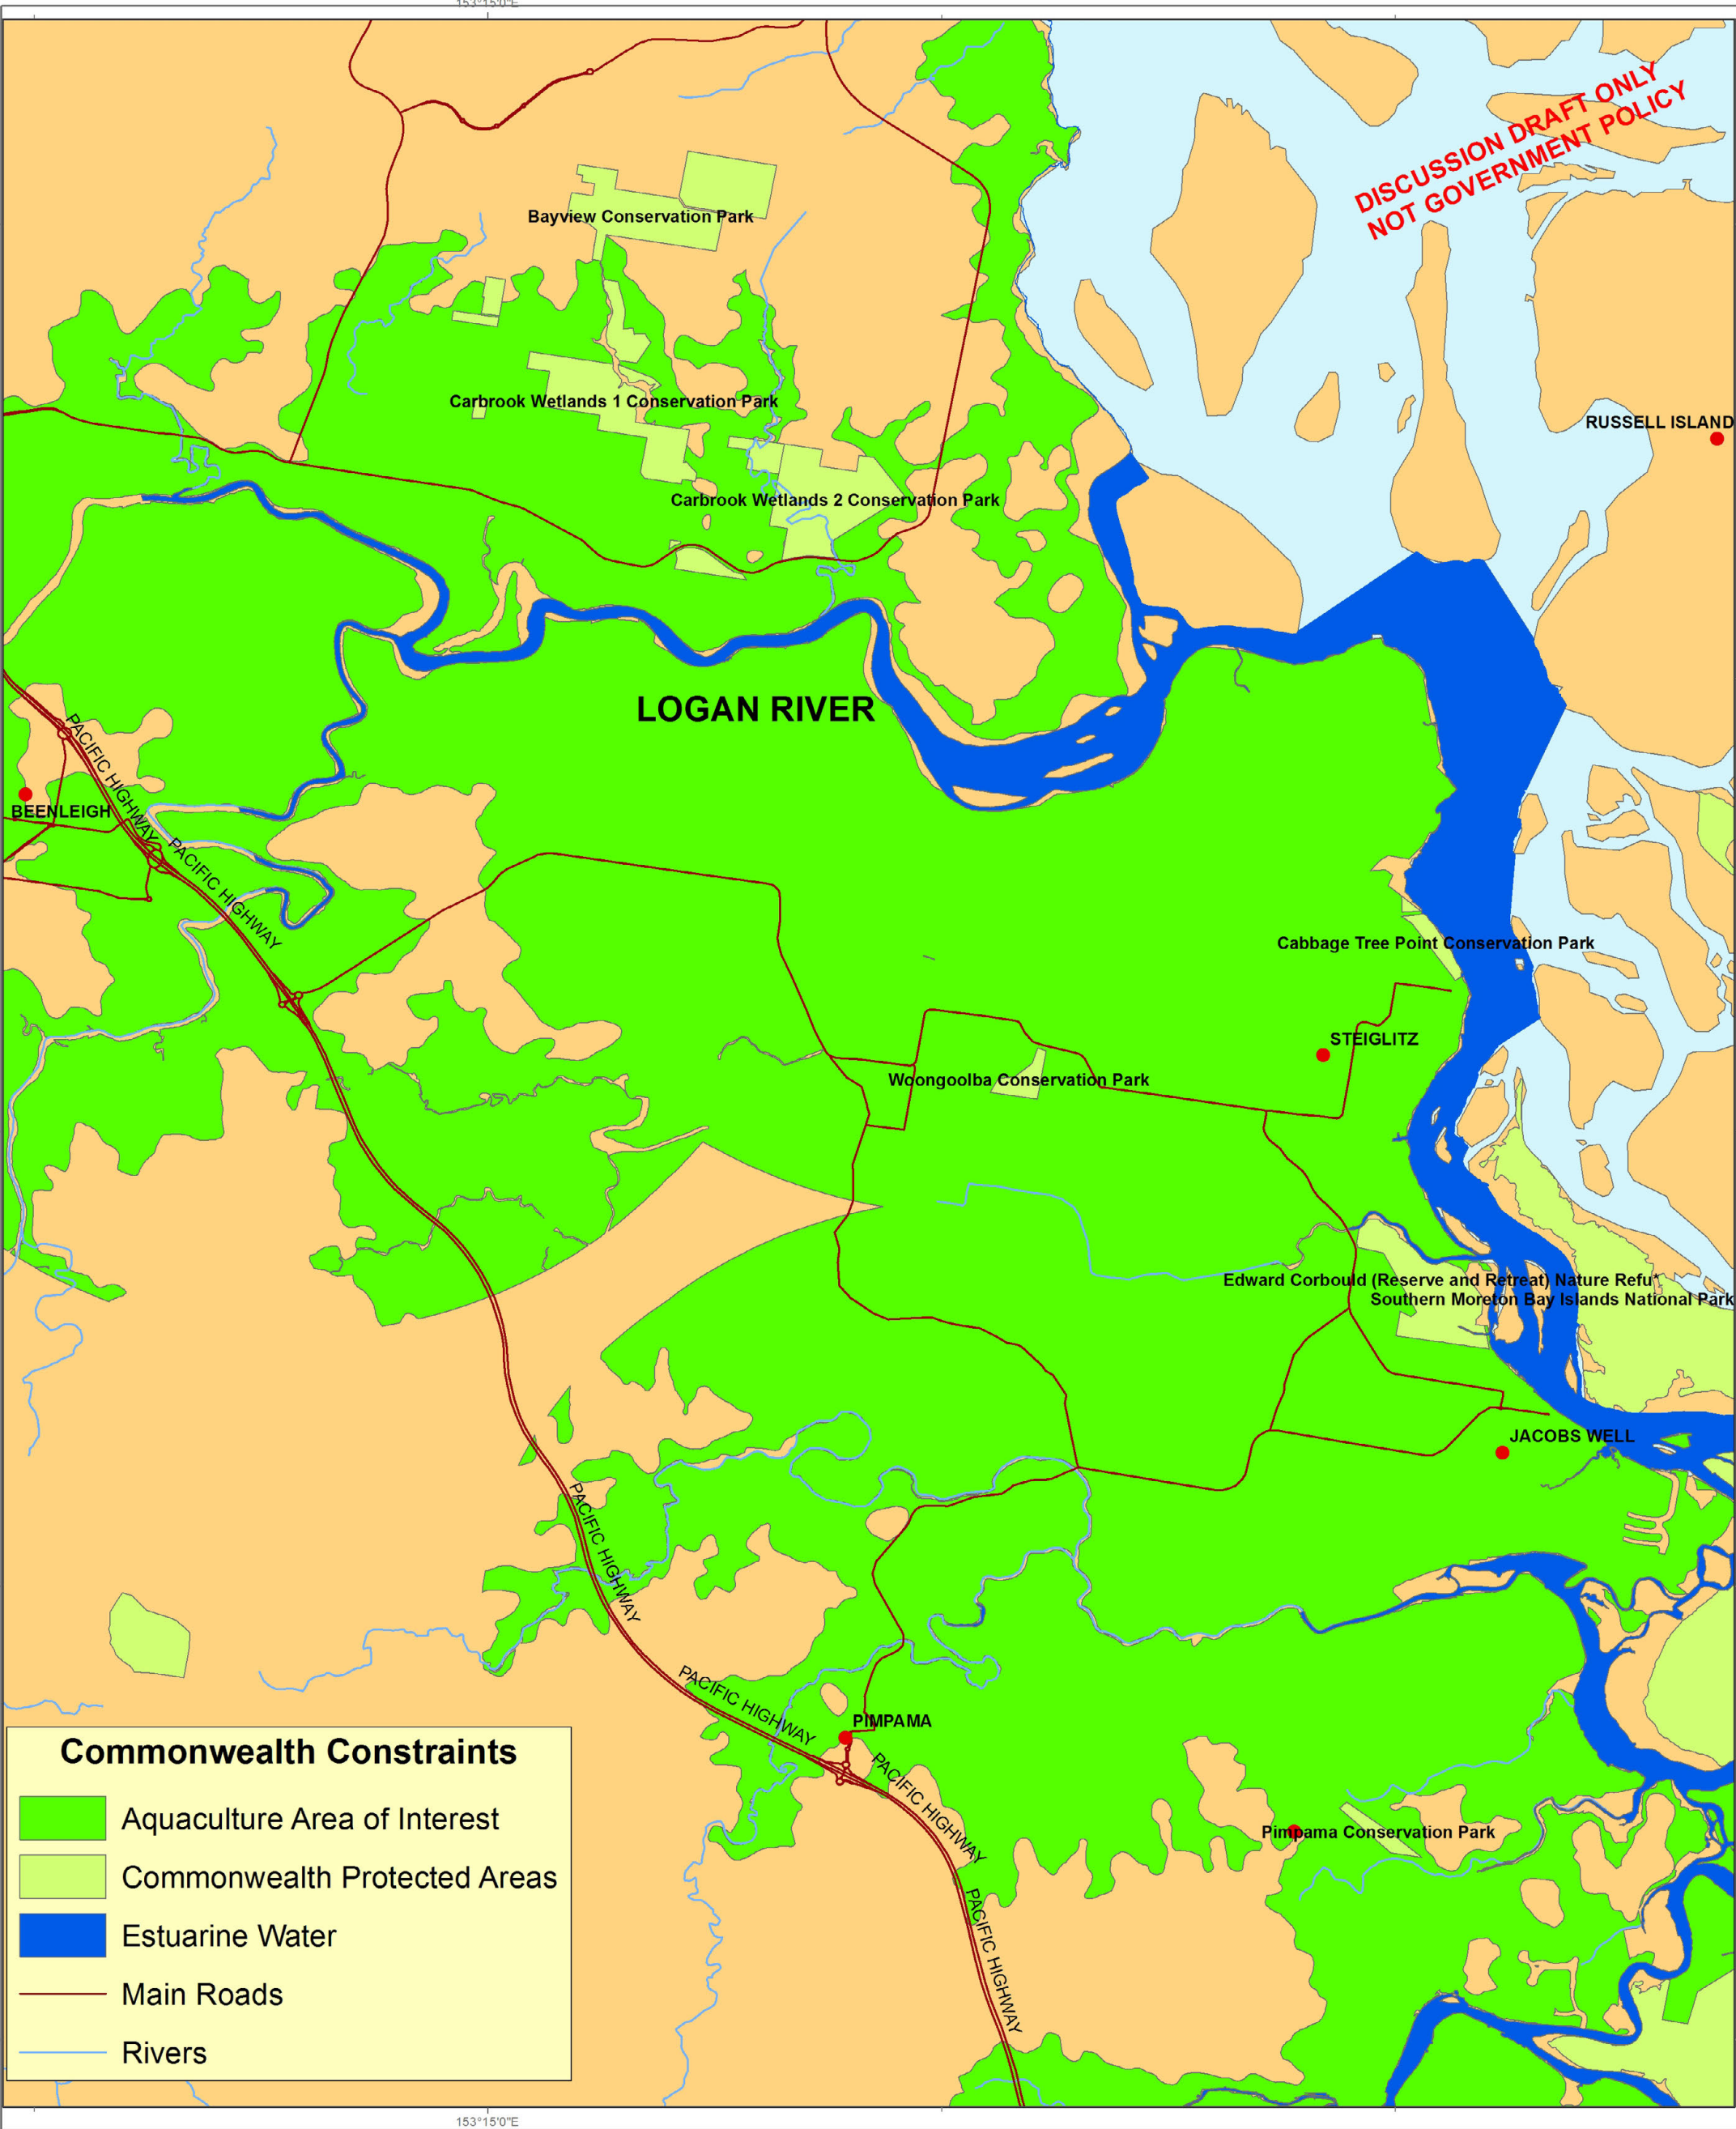 153°15'0"E
DISCUSSION DRAFT ONLY
NOT GOVERNMENT POLICY
Bayview Conservation Park
Carbrook Wetlands 1 Conservation Park
RUSSELL ISLAND
Carbrook Wetlands 2 Conservation Park
LOGAN RIVER
PACIFIC HIGHWAY
BEENLEIGH
PACIFIC HIGHWAY
Cabbage Tree Point Conservation Park
STEIGLITZ
Woongoolba Conservation Park
Edward Corbould (Reserve and Retreat) Nature Refu*
Southern Moreton Bay Islands National Park
JACOBS WELL
PACIFIC HIGHWAY
PACIFIC HIGHWAY
PIMPAMA
PACIFIC HIGHWAY
Pimpama Conservation Park
PACIFIC HIGHWAY
Commonwealth Constraints
Aquaculture Area of Interest
Commonwealth Protected Areas
Estuarine Water
Main Roads
Rivers
153°15'0"E